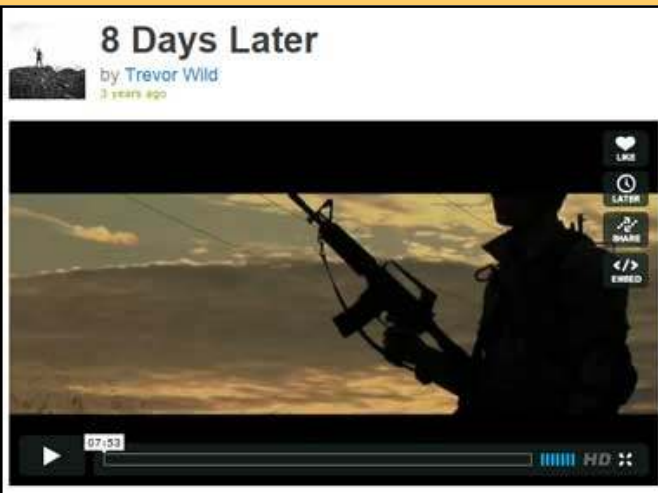 8 Days Later
by Trevor Wild
3 years ago
LIKE
LATER
SHARE
</>
EMBED
07:53
HD